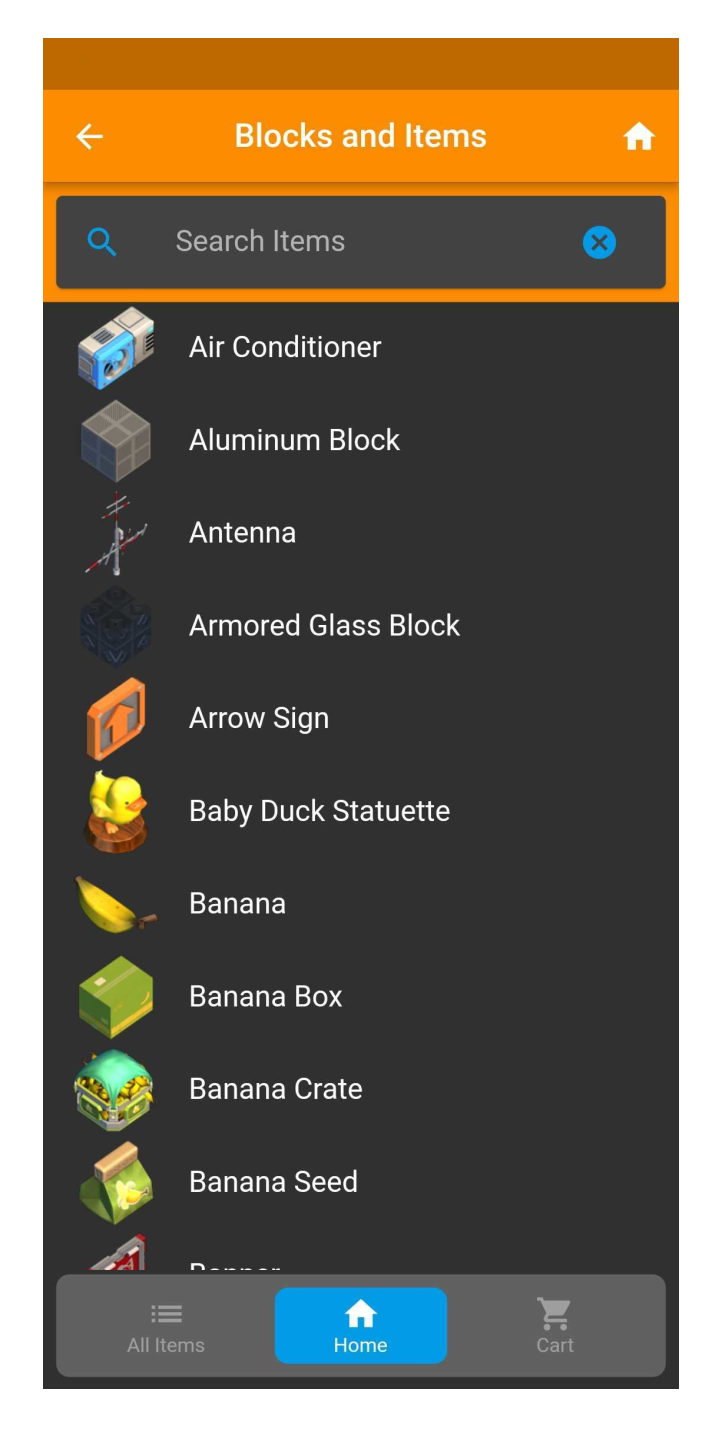 Blocks and Items
Search Items
Air Conditioner
Aluminum Block
Antenna
Armored Glass Block
Arrow Sign
Baby Duck Statuette
Banana
Banana Box
Banana Crate
Banana Seed
All Items
Home
Cart